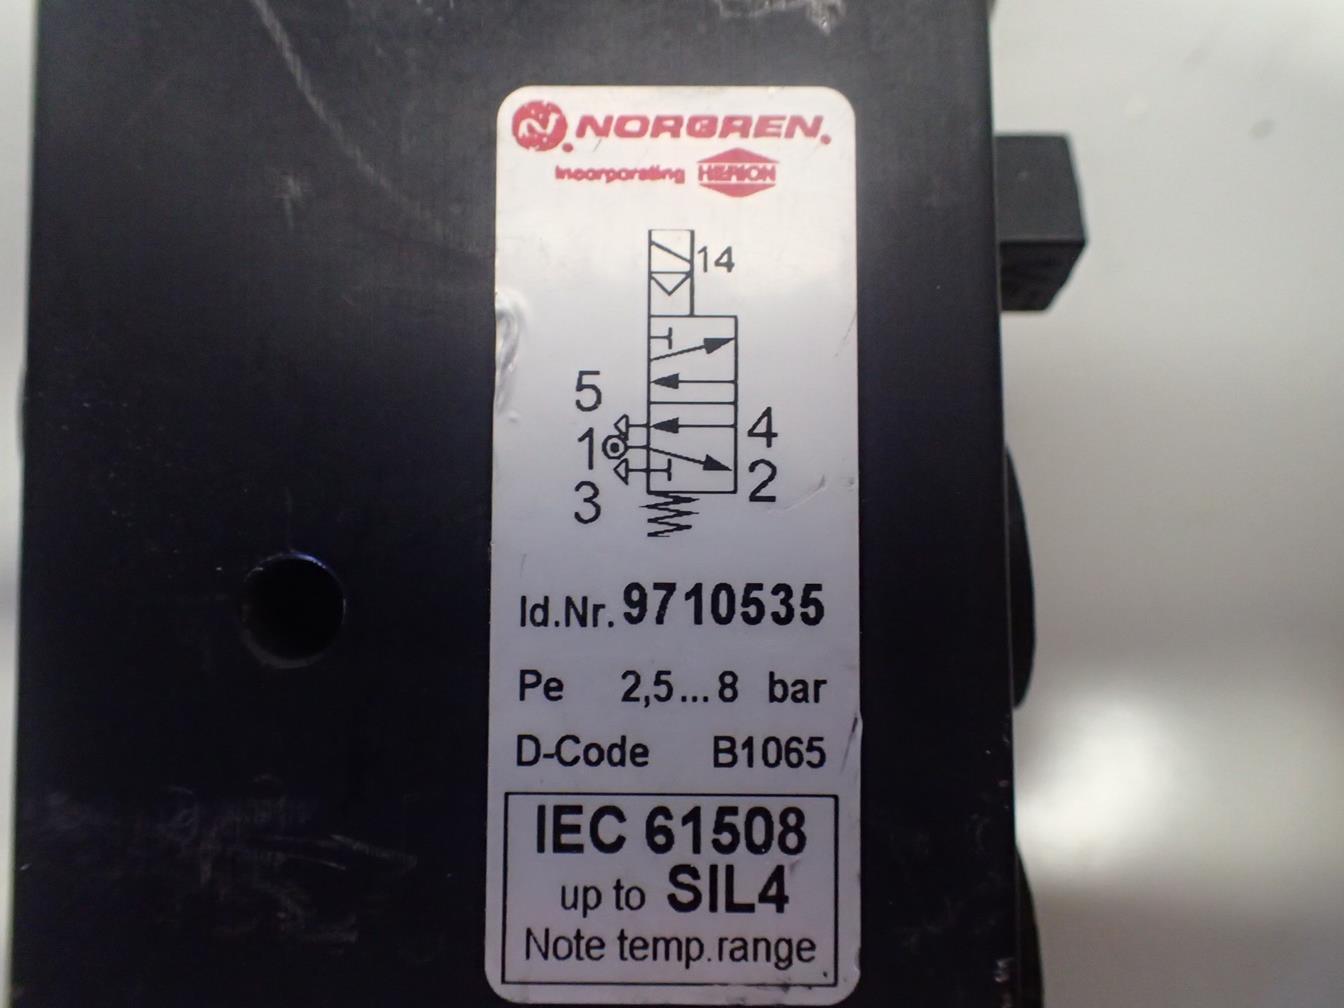 NORGREN.
Incorporating HERION
14
5
4
1
2
3
Id.Nr. 9710535
Pe 2,5...8 bar
D-Code B1065
IEC 61508
up to SIL4
Note temp.range